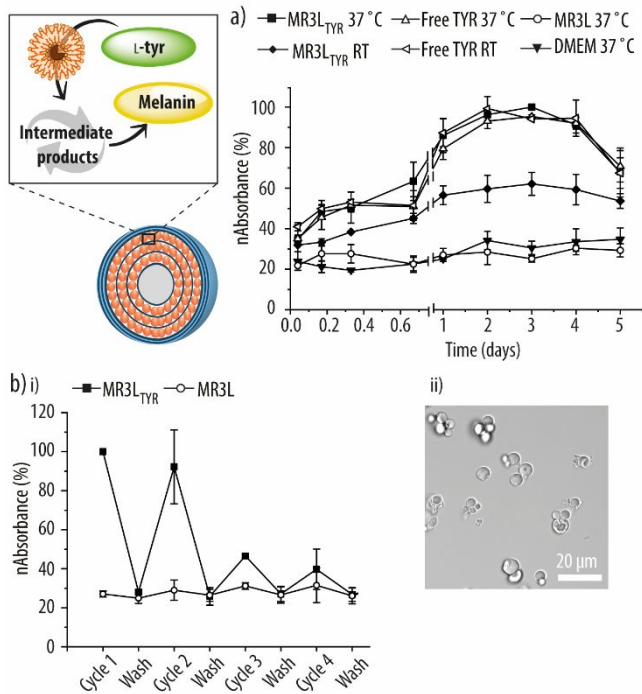 L-tyr
Melanin
Intermediate
products
a)
MR3L_TYR 37 °C
Free TYR 37 °C
MR3L 37 °C
MR3L_TYR RT
Free TYR RT
DMEM 37 °C
nAbsorbance (%)
100
80
60
40
20
0
0.0 0.2 0.4 0.6 1 2 3 4 5
Time (days)
b) i)
MR3L_TYR
MR3L
nAbsorbance (%)
120
100
80
60
40
20
0
Cycle 1 Wash Cycle 2 Wash Cycle 3 Wash Cycle 4 Wash
ii)
20 µm